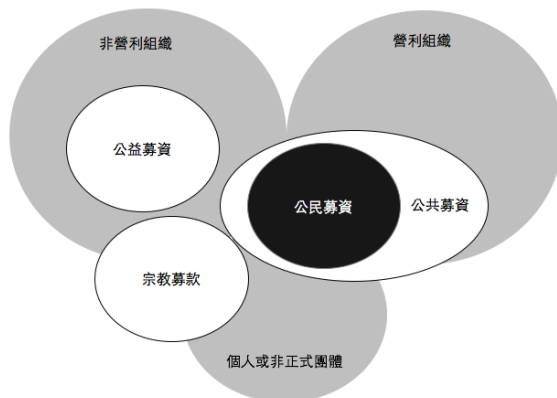 非營利組織
營利組織
公益募資
公民募資
公共募資
宗教募款
個人或非正式團體